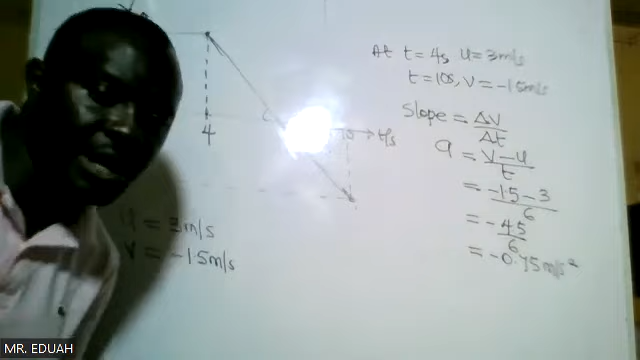 At t = 4s u = 3m/s
t = 10s, v = -1.5m/s
Slope = ΔV/Δt
a = v-u/t
= -1.5-3/6
= -4.5/6
= -0.75m/s²
4
t/s
u = 3m/s
v = -1.5m/s
MR. EDUAH